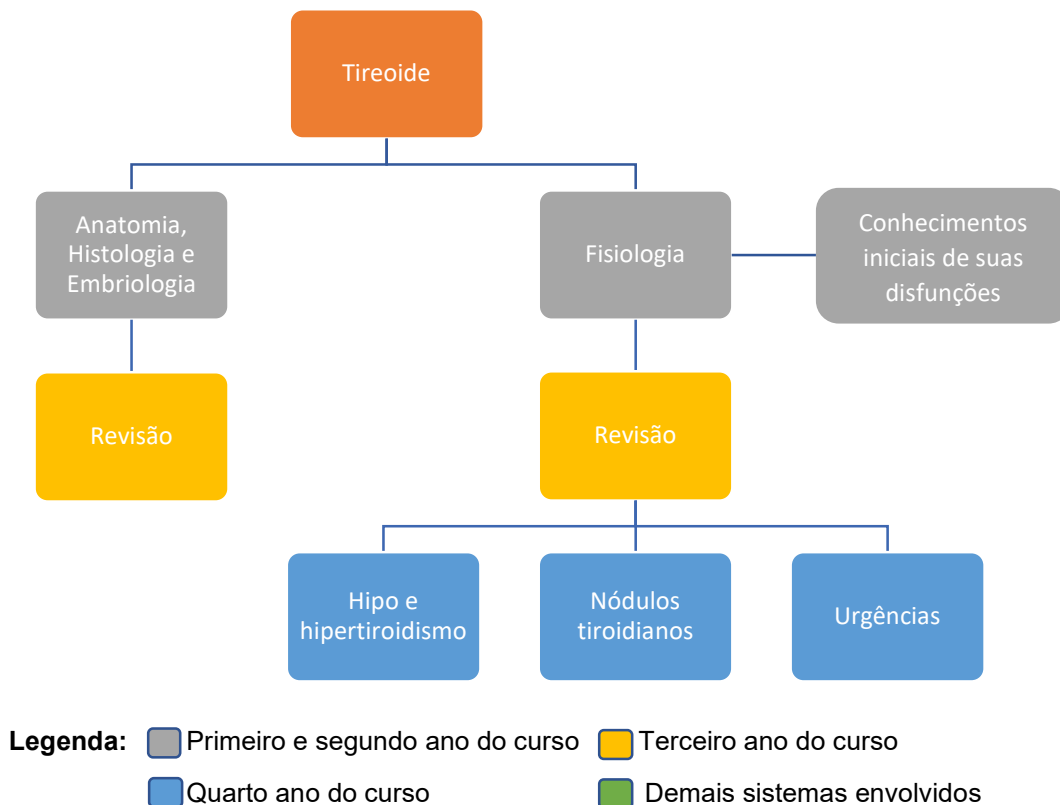 Tireoide
Anatomia,
Histologia e
Embriologia
Fisiologia
Conhecimentos
iniciais de suas
disfunções
Revisão
Revisão
Hipo e
hipertiroidismo
Nódulos
tiroidianos
Urgências
Legenda: Primeiro e segundo ano do curso Terceiro ano do curso
Quarto ano do curso Demais sistemas envolvidos